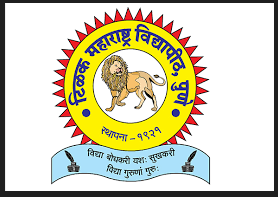 टिळक महाराष्ट्र विद्यापीठ, पुणे
स्थापना - १९२१
विद्या बोधकरी यशः सुखकरी
विद्या गुरुणां गुरुः